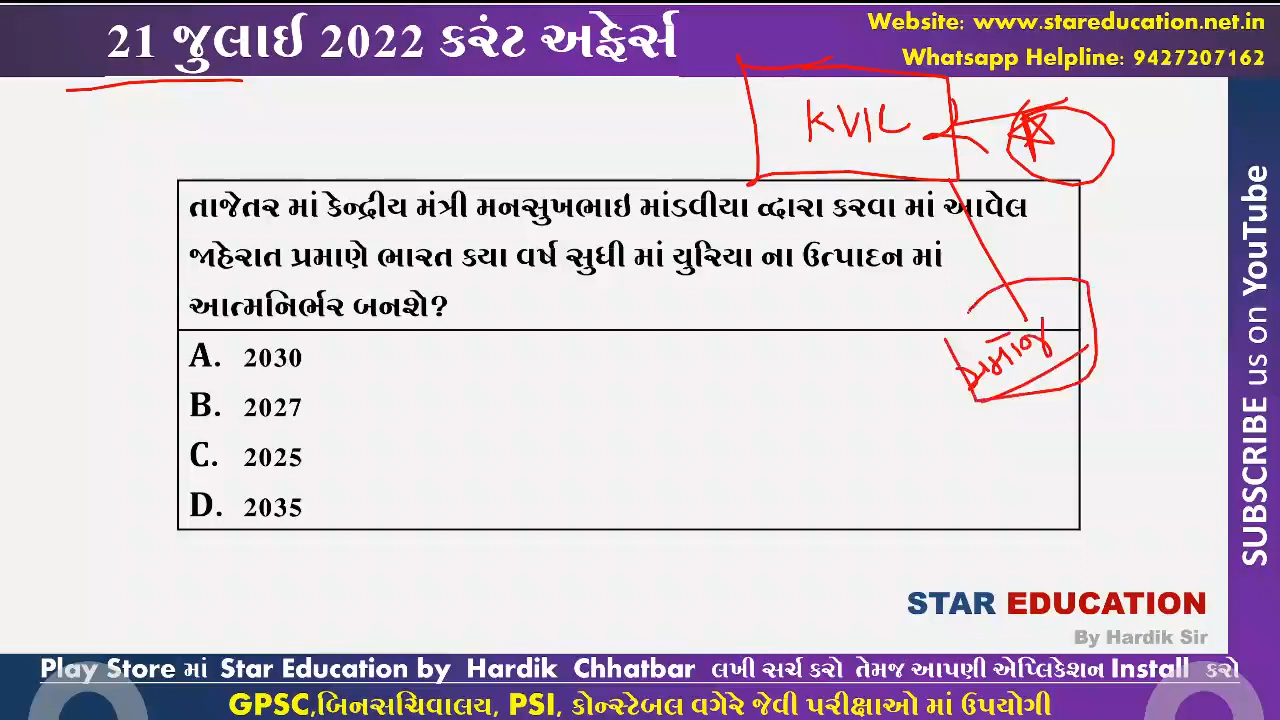 21 જુલાઈ 2022 કરંટ અફેર્સ
Website: www.stareducation.net.in
Whatsapp Helpline: 9427207162
KVIC
તાજેતર માં કેન્દ્રીય મંત્રી મનસુખભાઇ માંડવીયા દ્વારા કરવા માં આવેલ
જાહેરાત પ્રમાણે ભારત કયા વર્ષ સુધી માં યુરિયા ના ઉત્પાદન માં
આત્મનિર્ભર બનશે?
A. 2030
B. 2027
C. 2025
D. 2035
SUBSCRIBE us on YouTube
STAR EDUCATION
By Hardik Sir
Play Store માં Star Education by Hardik Chhatbar લખી સર્ચ કરો તેમજ આપણી એપ્લિકેશન Install કરો
GPSC,બિનસચિવાલય, PSI, કોન્સ્ટેબલ વગેરે જેવી પરીક્ષાઓ માં ઉપયોગી